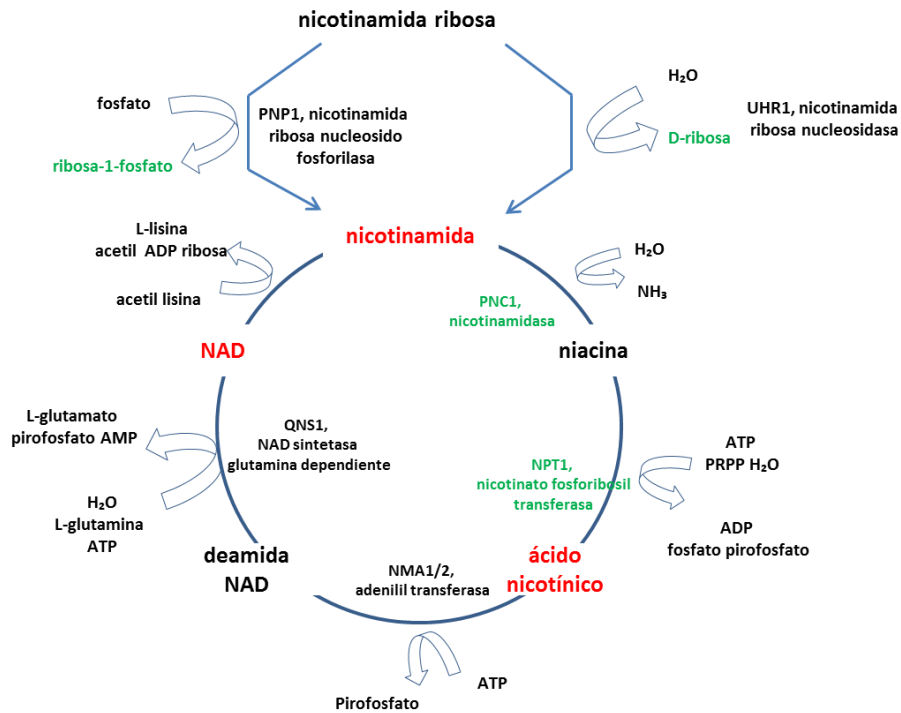 nicotinamida ribosa
fosfato
ribosa-1-fosfato
PNP1, nicotinamida
ribosa nucleosido
fosforilasa
H₂O
D-ribosa
UHR1, nicotinamida
ribosa nucleosidasa
nicotinamida
L-lisina
acetil ADP ribosa
acetil lisina
H₂O
NH₃
PNC1,
nicotinamidasa
NAD
niacina
L-glutamato
pirofosfato AMP
QNS1,
NAD sintetasa
glutamina dependiente
H₂O
L-glutamina
ATP
NPT1,
nicotinato fosforibosil
transferasa
ATP
PRPP H₂O
ADP
fosfato pirofosfato
deamida
NAD
NMA1/2,
adenilil transferasa
ácido
nicotínico
ATP
Pirofosfato